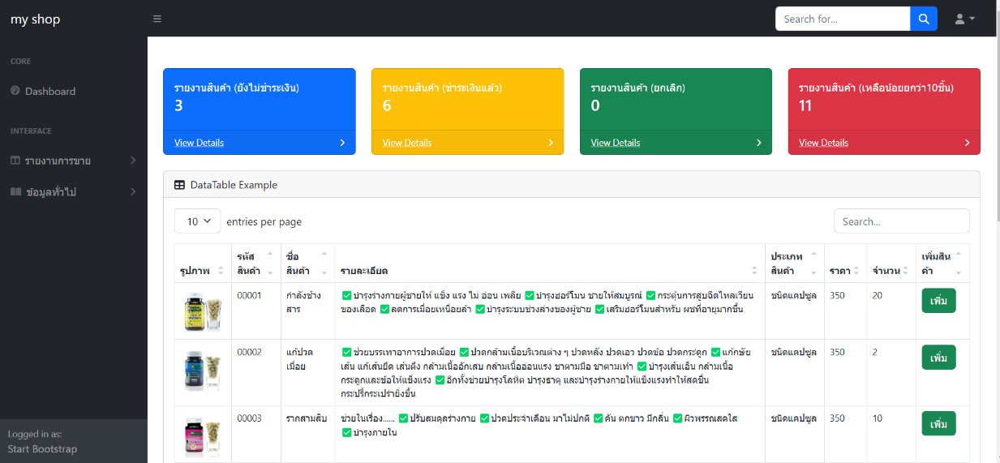 my shop
Search for...
CORE
Dashboard
INTERFACE
รายงานการขาย
ข้อมูลทั่วไป
Logged in as:
Start Bootstrap
รายงานสินค้า (ยังไม่ชำระเงิน)
3
View Details
รายงานสินค้า (ชำระเงินแล้ว)
6
View Details
รายงานสินค้า (ยกเลิก)
0
View Details
รายงานสินค้า (เหลือน้อยยกว่า10ชิ้น)
11
View Details
DataTable Example
10 entries per page
Search...
รูปภาพ
รหัส
สินค้า
ชื่อ
สินค้า
รายละเอียด
ประเภท
สินค้า
ราคา
จำนวน
เพิ่มสิน
ค้า
00001
กำลังช้าง
สาร
✅บำรุงร่างกายผู้ชายให้ แข็ง แรง ไม่ อ่อน เพลีย ✅บำรุงฮอร์โมน ชายให้สมบูรณ์ ✅กระตุ้นการสูบฉีดไหลเวียน
ของเลือด ✅ลดการเมื่อยเหนื่อยล้า ✅บำรุงระบบช่วงล่างของผู้ชาย ✅เสริมฮอร์โมนสำหรับ ผชที่อายุมากขึ้น
ชนิดแคปซูล
350
20
เพิ่ม
00002
แก้ปวด
เมื่อย
✅ช่วยบรรเทาอาการปวดเมื่อย ✅ปวดกล้ามเนื้อบริเวณต่าง ๆ ปวดหลัง ปวดเอว ปวดข้อ ปวดกระดูก ✅แก้กษัย
เส้น แก้เส้นยึด เส้นตึง กล้ามเนื้ออักเสบ กล้ามเนื้ออ่อนแรง ชาตามมือ ชาตามเท้า ✅บำรุงเส้นเอ็น กล้ามเนื้อ
กระดูกและข้อให้แข็งแรง ✅อีกทั้งช่วยบำรุงโลหิต บำรุงธาตุ และบำรุงร่างกายให้แข็งแรงทำให้สดชื่น
กระปรี้กระเปร่ายิ่งขึ้น
ชนิดแคปซูล
350
2
เพิ่ม
00003
รากสามสิบ
ช่วยในเรื่อง...... ✅ปรับสมดุลร่างกาย ✅ปวดประจำเดือน มาไม่ปกติ ✅คัน ตกขาว มีกลิ่น ✅ผิวพรรณสดใส
✅บำรุงภายใน
ชนิดแคปซูล
350
10
เพิ่ม